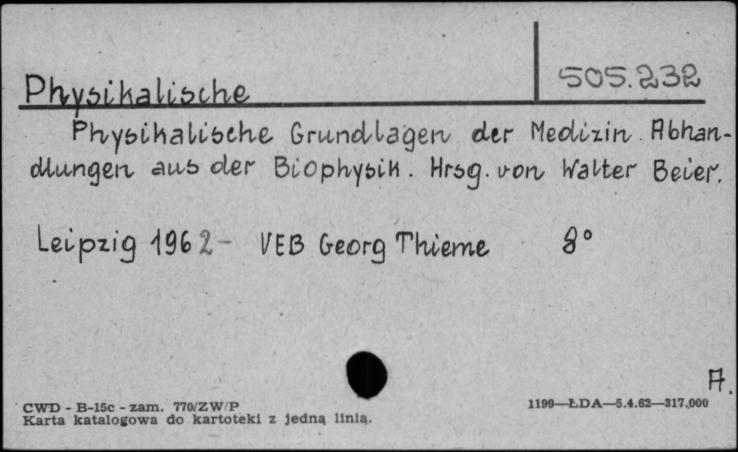 505.232
Physikalische
Physikalische Grundlagen der Medizin. Abhan-
dlungen aus der Biophysik. Hrsg. von Walter Beier.
Leipzig 1962- VEB Georg Thieme 8°
A.
CWD - B-15c - zam. 770/ZW/P 1199—ŁDA—5.4.62—317.000
Karta katalogowa do kartoteki z jedną linią.